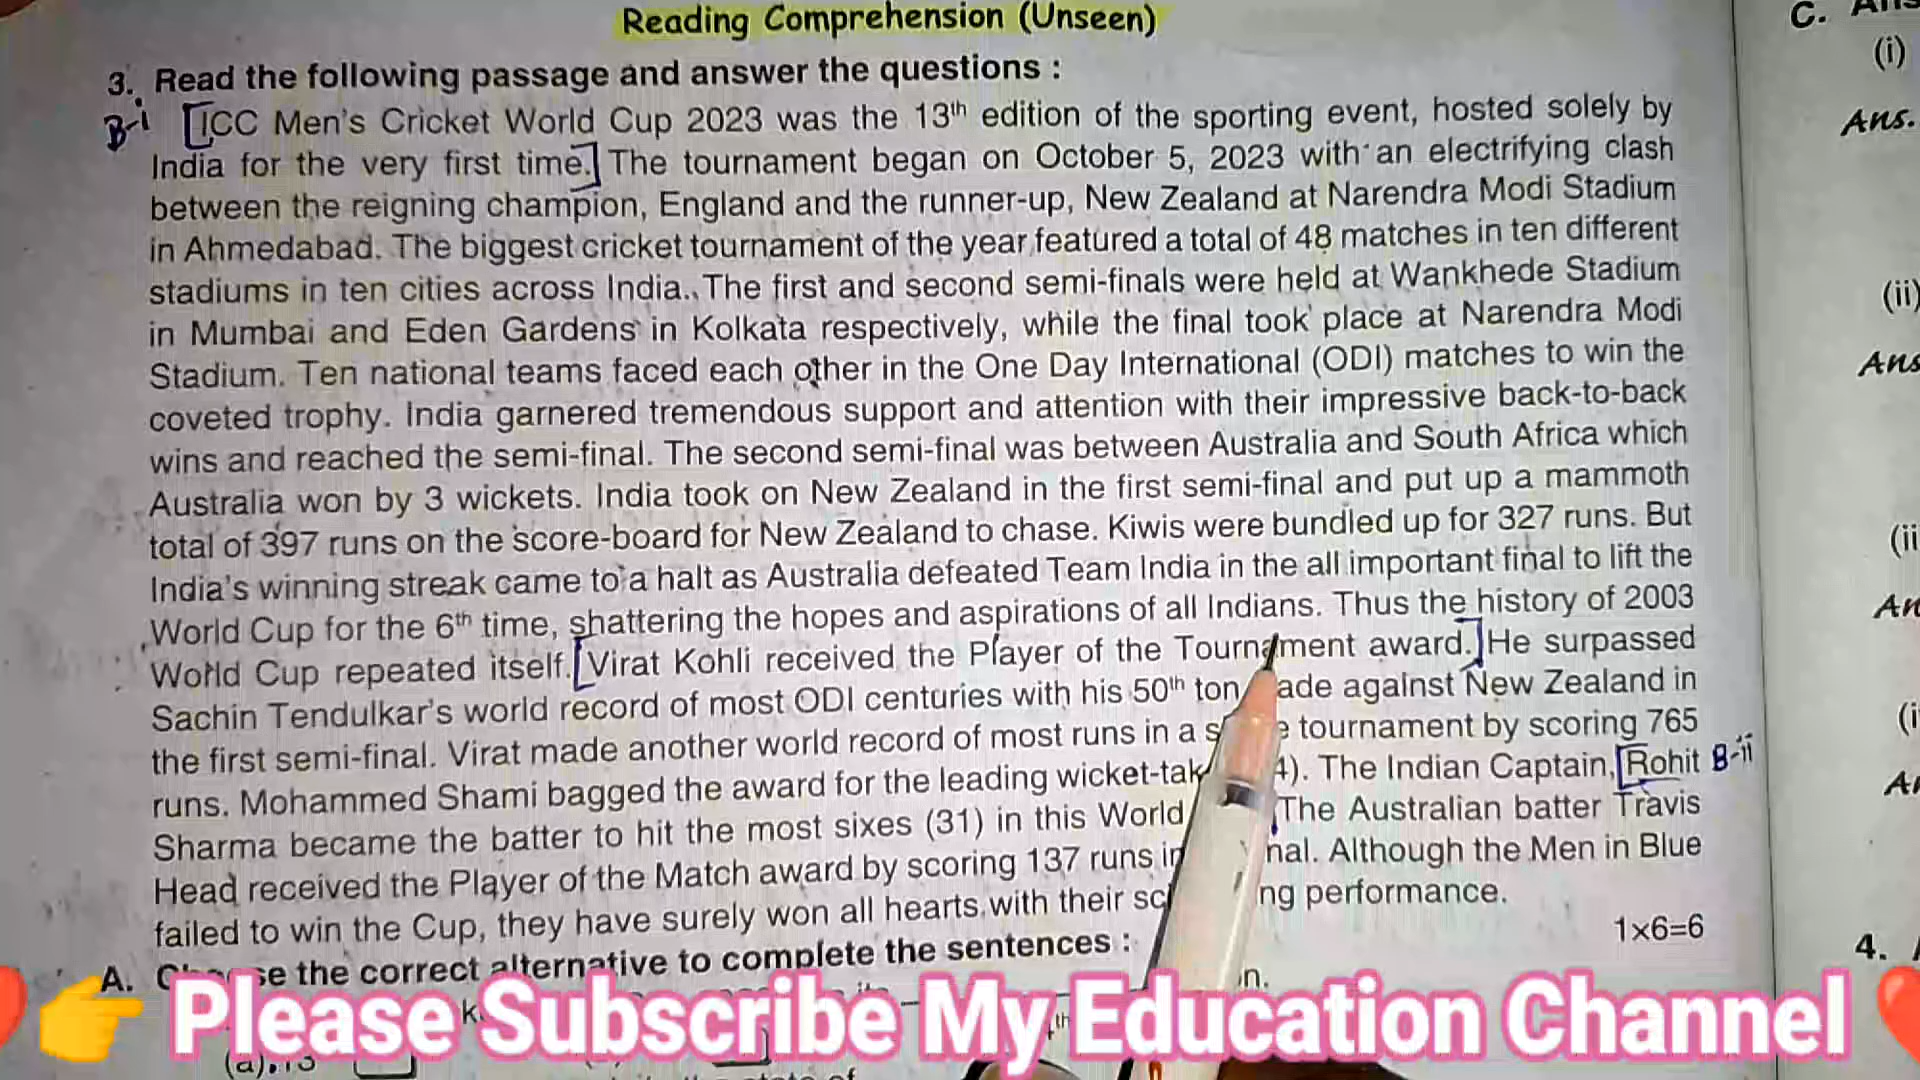 Reading Comprehension (Unseen)
3. Read the following passage and answer the questions :
B-i [ICC Men's Cricket World Cup 2023 was the 13th edition of the sporting event, hosted solely by
India for the very first time.] The tournament began on October 5, 2023 with an electrifying clash
between the reigning champion, England and the runner-up, New Zealand at Narendra Modi Stadium
in Ahmedabad. The biggest cricket tournament of the year featured a total of 48 matches in ten different
stadiums in ten cities across India. The first and second semi-finals were held at Wankhede Stadium
in Mumbai and Eden Gardens in Kolkata respectively, while the final took place at Narendra Modi
Stadium. Ten national teams faced each other in the One Day International (ODI) matches to win the
coveted trophy. India garnered tremendous support and attention with their impressive back-to-back
wins and reached the semi-final. The second semi-final was between Australia and South Africa which
Australia won by 3 wickets. India took on New Zealand in the first semi-final and put up a mammoth
total of 397 runs on the score-board for New Zealand to chase. Kiwis were bundled up for 327 runs. But
India's winning streak came to a halt as Australia defeated Team India in the all important final to lift the
World Cup for the 6th time, shattering the hopes and aspirations of all Indians. Thus the history of 2003
World Cup repeated itself. [Virat Kohli received the Player of the Tournament award.] He surpassed
Sachin Tendulkar's world record of most ODI centuries with his 50th ton ade against New Zealand in
the first semi-final. Virat made another world record of most runs in a s e tournament by scoring 765
runs. Mohammed Shami bagged the award for the leading wicket-tak 4). The Indian Captain, [Rohit B-ii
Sharma became the batter to hit the most sixes (31) in this World The Australian batter Travis
Head received the Player of the Match award by scoring 137 runs in nal. Although the Men in Blue
failed to win the Cup, they have surely won all hearts with their sc ng performance.
A. se the correct alternative to complete the sentences : 1×6=6
n.
Please Subscribe My Education Channel
(a) 13
C. Ans
(i)
Ans.
(ii)
Ans
(ii
An
(i
An
4.